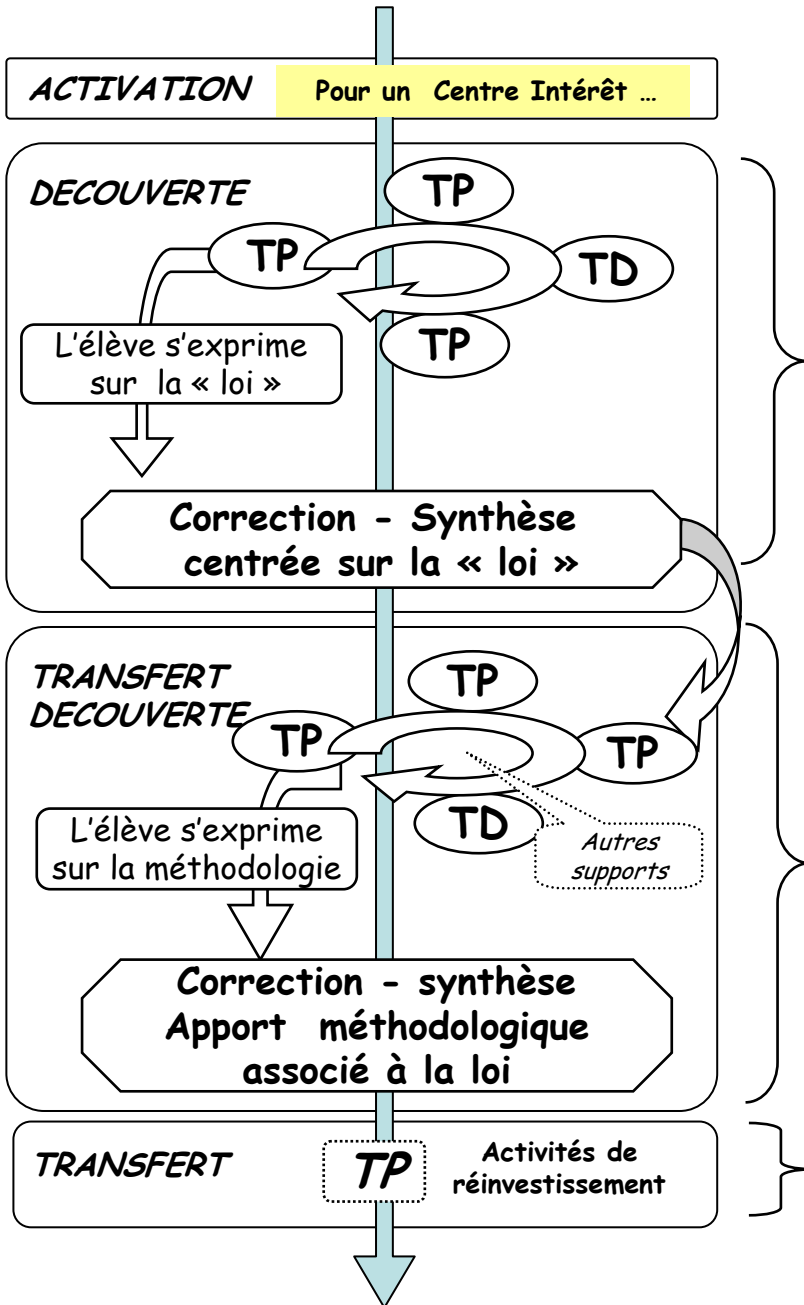 ACTIVATION Pour un Centre Intérêt ...
DECOUVERTE
TP
TP
TD
TP
L'élève s'exprime
sur la « loi »
Correction - Synthèse
centrée sur la « loi »
TRANSFERT
DECOUVERTE
TP
TP
TP
TD
L'élève s'exprime
sur la méthodologie
Autres
supports
Correction - synthèse
Apport méthodologique
associé à la loi
TRANSFERT
TP
Activités de
réinvestissement